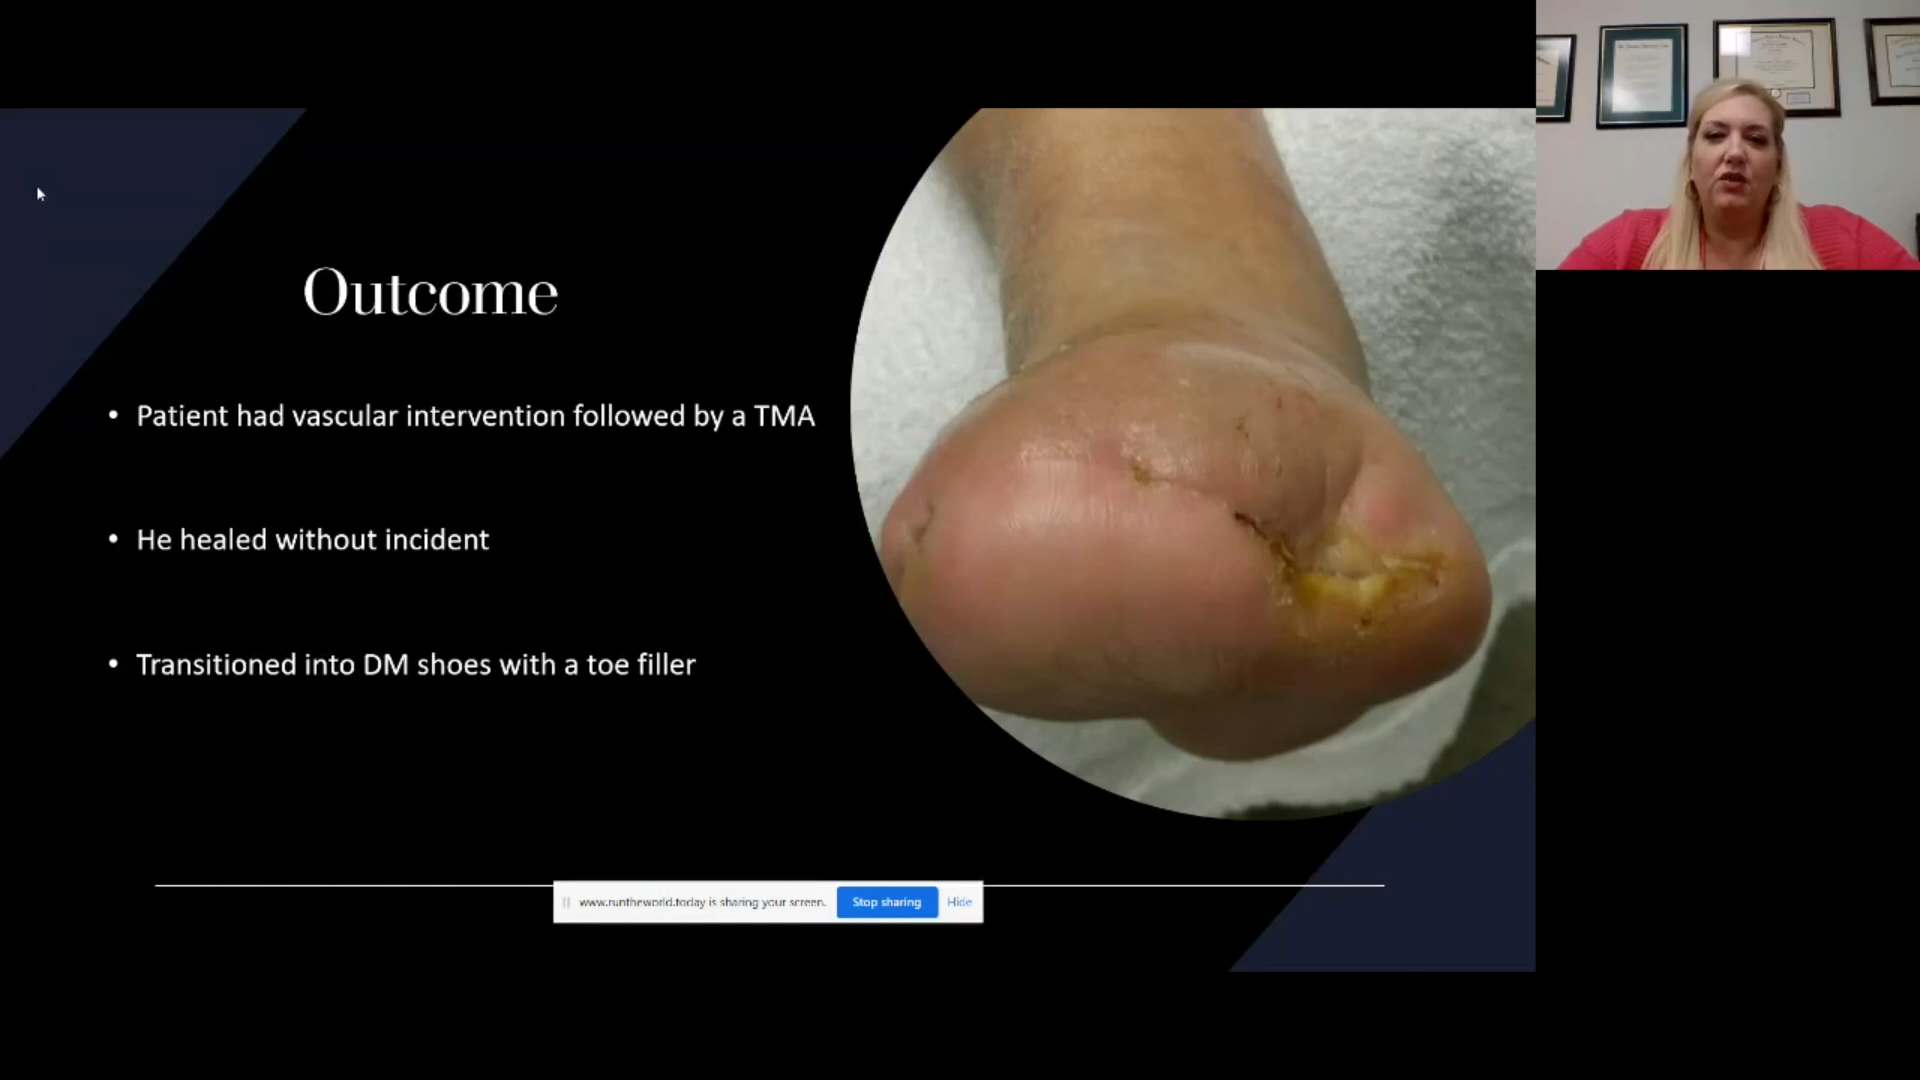 Outcome
• Patient had vascular intervention followed by a TMA
• He healed without incident
• Transitioned into DM shoes with a toe filler
www.runtheworld.today is sharing your screen.
Stop sharing
Hide